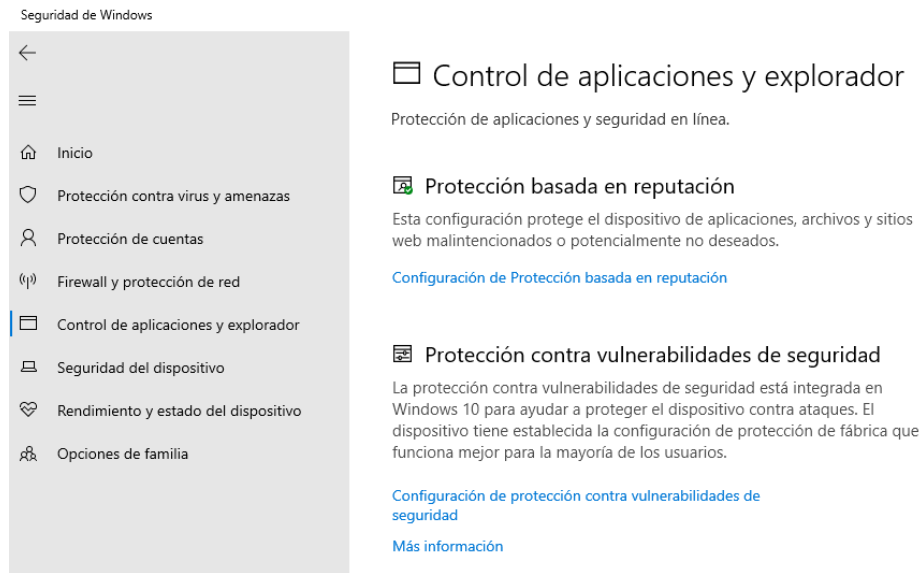 Seguridad de Windows
Inicio
Protección contra virus y amenazas
Protección de cuentas
Firewall y protección de red
Control de aplicaciones y explorador
Seguridad del dispositivo
Rendimiento y estado del dispositivo
Opciones de familia
Control de aplicaciones y explorador
Protección de aplicaciones y seguridad en línea.
Protección basada en reputación
Esta configuración protege el dispositivo de aplicaciones, archivos y sitios
web malintencionados o potencialmente no deseados.
Configuración de Protección basada en reputación
Protección contra vulnerabilidades de seguridad
La protección contra vulnerabilidades de seguridad está integrada en
Windows 10 para ayudar a proteger el dispositivo contra ataques. El
dispositivo tiene establecida la configuración de protección de fábrica que
funciona mejor para la mayoría de los usuarios.
Configuración de protección contra vulnerabilidades de
seguridad
Más información